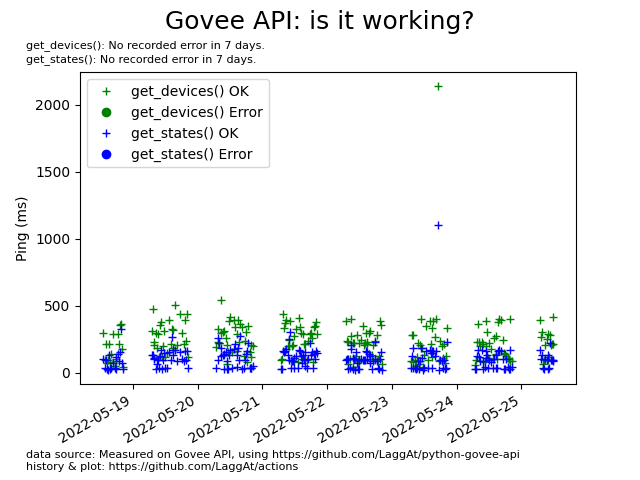 Govee API: is it working?
get_devices(): No recorded error in 7 days.
get_states(): No recorded error in 7 days.
get_devices() OK
get_devices() Error
get_states() OK
get_states() Error
Ping (ms)
2000
1500
1000
500
0
2022-05-19
2022-05-20
2022-05-21
2022-05-22
2022-05-23
2022-05-24
2022-05-25
data source: Measured on Govee API, using https://github.com/LaggAt/python-govee-api
history & plot: https://github.com/LaggAt/actions